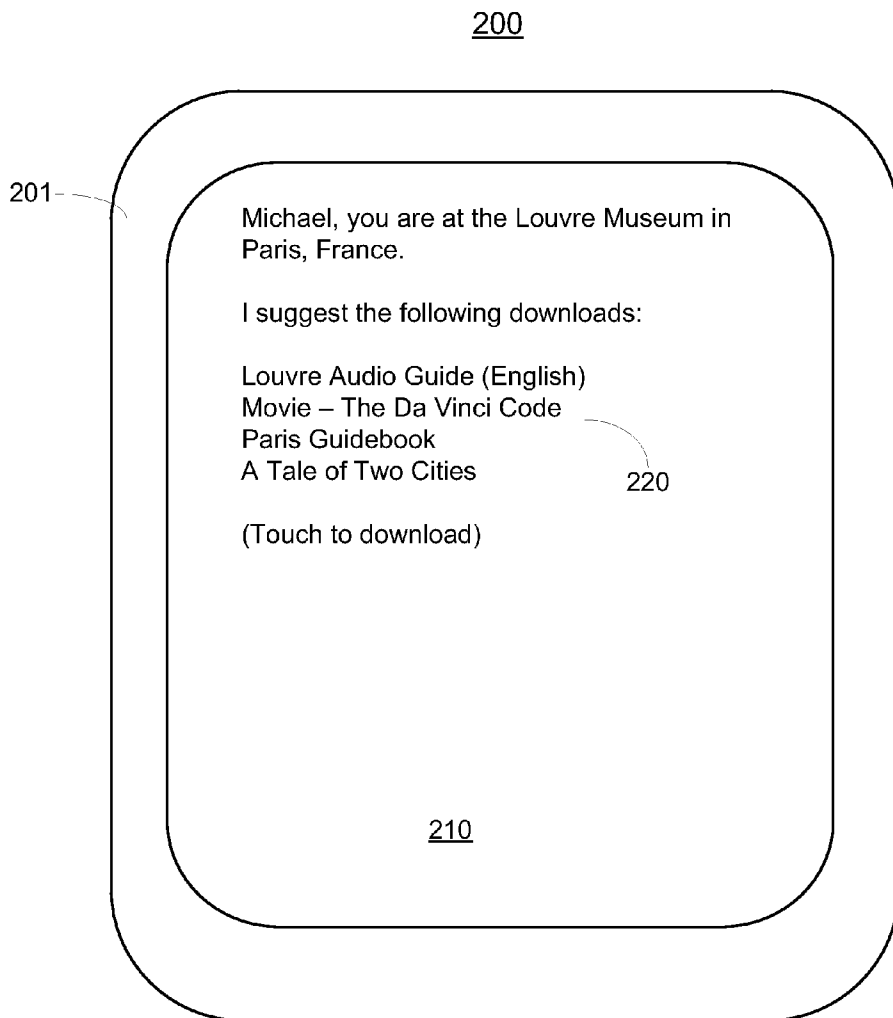 200
201
Michael, you are at the Louvre Museum in
Paris, France.
I suggest the following downloads:
Louvre Audio Guide (English)
Movie – The Da Vinci Code
Paris Guidebook
A Tale of Two Cities
220
(Touch to download)
210